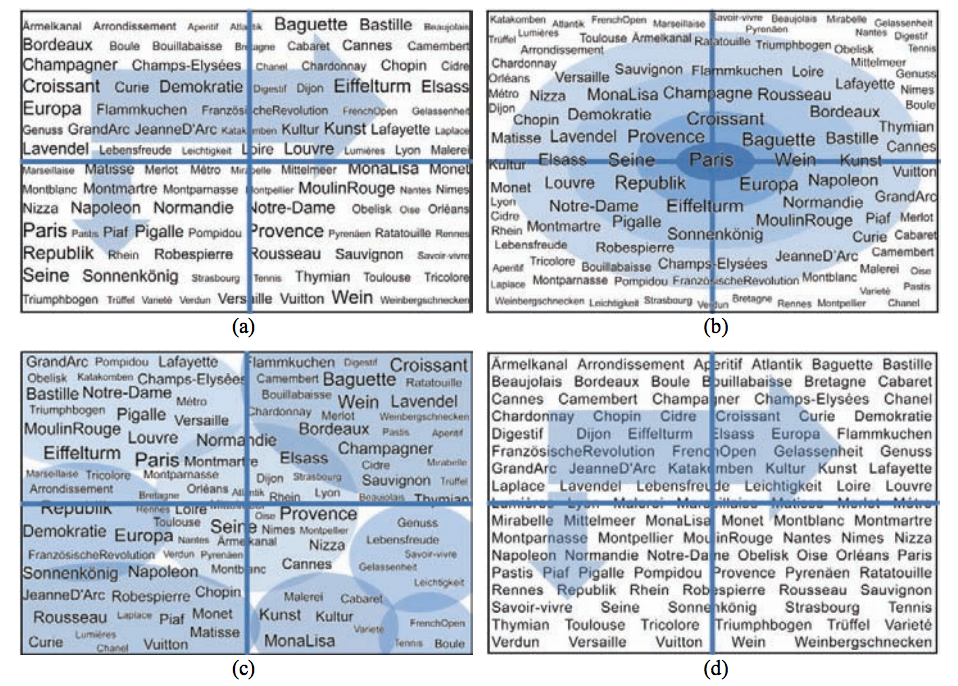 Ärmelkanal Arrondissement Aperitif Atlantik Baguette Bastille Beaujolais
Bordeaux Boule Bouillabaisse Bretagne Cabaret Cannes Camembert
Champagner Champs-Elysées Chanel Chardonnay Chopin Cidre
Croissant Curie Demokratie Digestif Dijon Eiffelturm Elsass
Europa Flammkuchen FranzösischeRevolution FrenchOpen Gelassenheit
Genuss GrandArc JeanneD'Arc Katakomben Kultur Kunst Lafayette Laplace
Lavendel Lebensfreude Leichtigkeit Loire Louvre Lumières Lyon Malerei
Marseillaise Matisse Merlot Métro Mirabelle Mittelmeer MonaLisa Monet
Montblanc Montmartre Montparnasse Montpellier MoulinRouge Nantes Nimes
Nizza Napoleon Normandie Notre-Dame Obelisk Oise Orléans
Paris Pastis Piaf Pigalle Pompidou Provence Pyrenäen Ratatouille Rennes
Republik Rhein Robespierre Rousseau Sauvignon Savoir-vivre
Seine Sonnenkönig Strasbourg Tennis Thymian Toulouse Tricolore
Triumphbogen Trüffel Varieté Verdun Versaille Vuitton Wein Weinbergschnecken
(a)
Katakomben Atlantik FrenchOpen Marseillaise Savoir-vivre Beaujolais Mirabelle Gelassenheit
Lumières Pyrenäen Nantes Digestif
Trüffel Toulouse Ärmelkanal Ratatouille Triumphbogen Obelisk Tennis
Arrondissement
Chardonnay Mittelmeer
Orléans Versaille Sauvignon Flammkuchen Loire Genuss
Métro Nizza MonaLisa Champagne Rousseau Lafayette Nimes
Dijon Boule
Chopin Demokratie Croissant Bordeaux
Matisse Lavendel Provence Baguette Bastille Thymian
Cannes
Kultur Elsass Seine Paris Wein Kunst
Vuitton
Monet Louvre Republik Europa Napoleon
Lyon Notre-Dame Eiffelturm Normandie GrandArc
Cidre
Rhein Montmartre Pigalle MoulinRouge Piaf Merlot
Lebensfreude Sonnenkönig Curie Cabaret
Robespierre
Tricolore JeanneD'Arc Camembert
Aperitif Bouillabaisse Champs-Elysées Malerei Oise
Laplace Montparnasse Pompidou FranzösicheRevolution Montblanc Pastis
Varieté
Weinbergschnecken Leichtigkeit Strasbourg Verdun Bretagne Rennes Montpellier Chanel
(b)
GrandArc Pompidou Lafayette Flammkuchen Digestif Croissant
Obelisk Katakomben Champs-Elysées Camembert Baguette Ratatouille
Bastille Notre-Dame Métro Bouillabaisse Wein Lavendel
Triumphbogen Pigalle Versaille Chardonnay Merlot Weinbergschnecken
MoulinRouge Louvre Normandie Bordeaux Pastis Aperitif
Eiffelturm Paris Montmartre Elsass Champagner
Cidre Mirabelle
Marseillaise Tricolore Montparnasse Dijon Strasbourg Sauvignon Trüffel
Arrondissement Bretagne Orléans Atlantik Rhein Lyon Beaujolais Thymian
Republik Rennes Loire Mittelmeer Oise Provence
Demokratie Europa Toulouse Seine Nimes Montpellier Genuss
Nantes Ärmelkanal Nizza Lebensfreude
FranzösischeRevolution Verdun Pyrenäen Savoir-vivre
Sonnenkönig Napoleon Montblanc Cannes Gelassenheit
Leichtigkeit
JeanneD'Arc Robespierre Chopin Malerei Cabaret
Rousseau Laplace Piaf Monet Kunst Kultur FrenchOpen
Lumières Matisse Varieté
Curie Chanel Vuitton MonaLisa Tennis Boule
(c)
Ärmelkanal Arrondissement Aperitif Atlantik Baguette Bastille
Beaujolais Bordeaux Boule Bouillabaisse Bretagne Cabaret
Cannes Camembert Champagner Champs-Elysées Chanel
Chardonnay Chopin Cidre Croissant Curie Demokratie
Digestif Dijon Eiffelturm Elsass Europa Flammkuchen
FranzösischeRevolution FrenchOpen Gelassenheit Genuss
GrandArc JeanneD'Arc Katakomben Kultur Kunst Lafayette
Laplace Lavendel Lebensfreude Leichtigkeit Loire Louvre
Lumières Lyon Malerei Marseillaise Matisse Merlot Métro
Mirabelle Mittelmeer MonaLisa Monet Montblanc Montmartre
Montparnasse Montpellier MoulinRouge Nantes Nimes Nizza
Napoleon Normandie Notre-Dame Obelisk Oise Orléans Paris
Pastis Piaf Pigalle Pompidou Provence Pyrenäen Ratatouille
Rennes Republik Rhein Robespierre Rousseau Sauvignon
Savoir-vivre Seine Sonnenkönig Strasbourg Tennis
Thymian Toulouse Tricolore Triumphbogen Trüffel Varieté
Verdun Versaille Vuitton Wein Weinbergschnecken
(d)